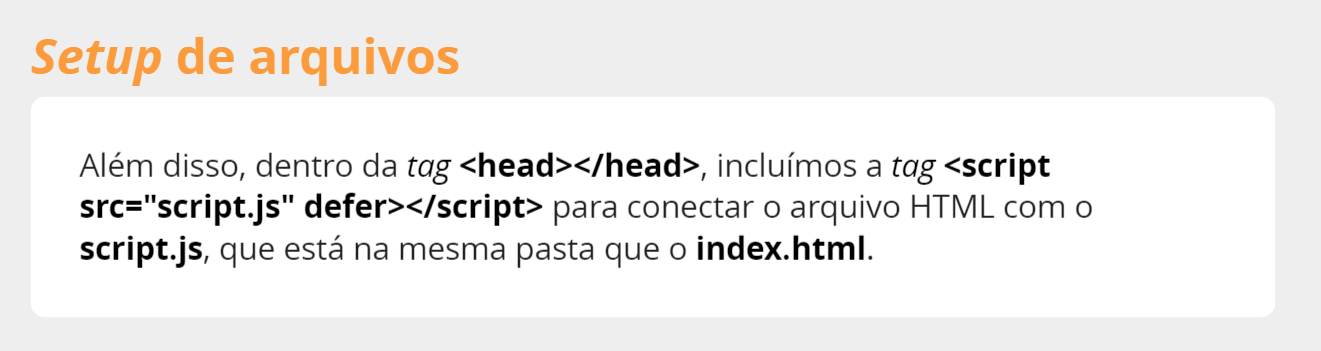 Setup de arquivos
Além disso, dentro da tag <head></head>, incluímos a tag <script
src="script.js" defer></script> para conectar o arquivo HTML com o
script.js, que está na mesma pasta que o index.html.